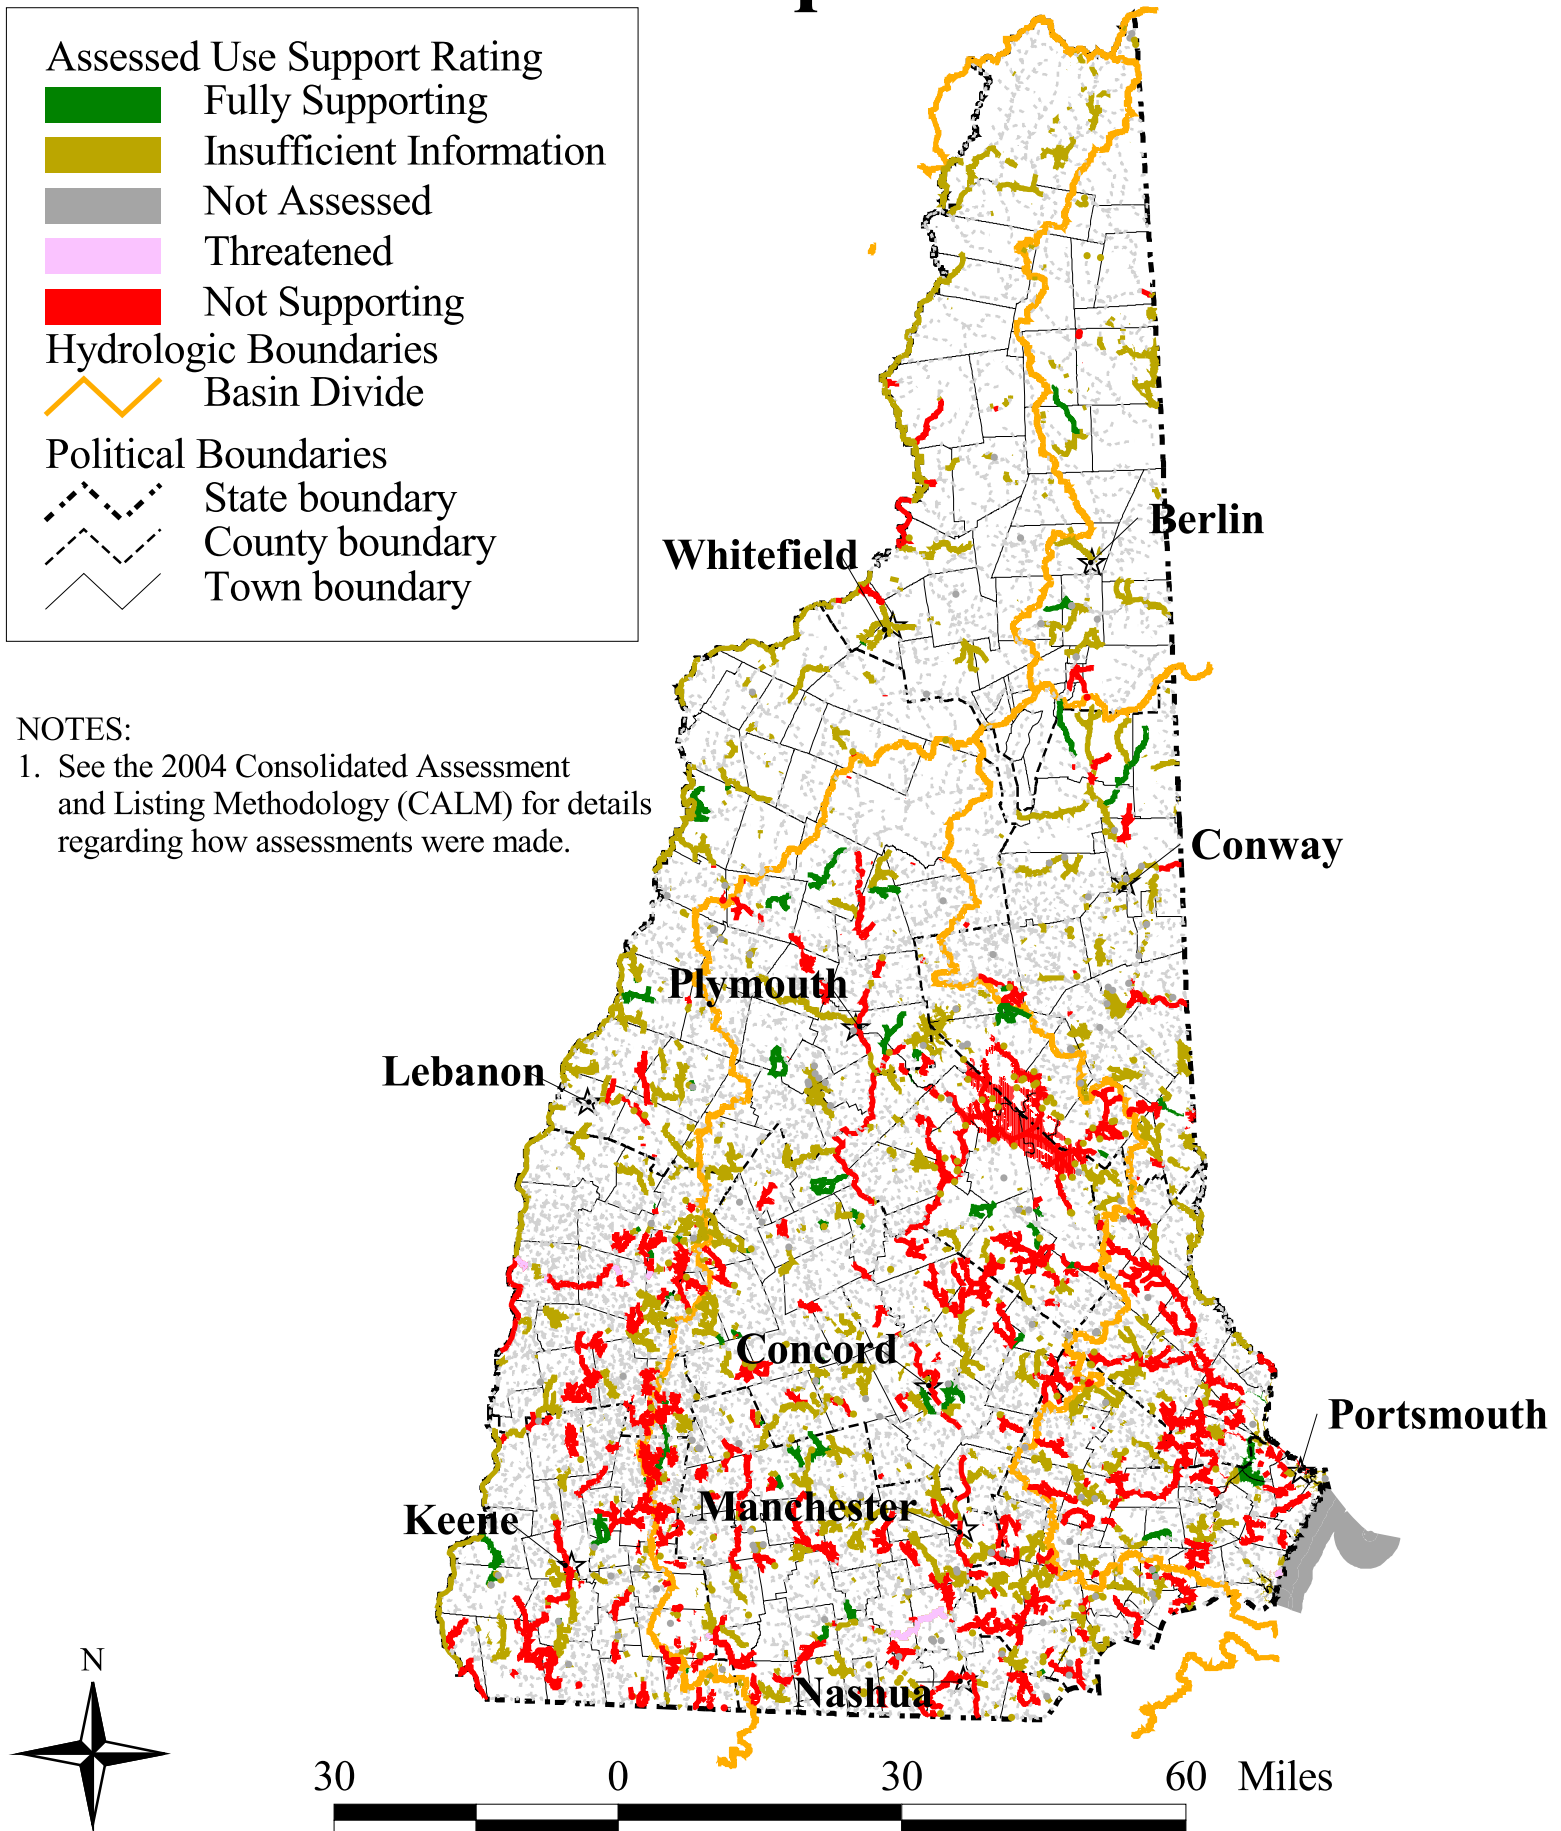 Assessed Use Support Rating
Fully Supporting
Insufficient Information
Not Assessed
Threatened
Not Supporting
Hydrologic Boundaries
Basin Divide
Political Boundaries
State boundary
County boundary
Town boundary
NOTES:
1. See the 2004 Consolidated Assessment
and Listing Methodology (CALM) for details
regarding how assessments were made.
Berlin
Whitefield
Conway
Plymouth
Lebanon
Concord
Portsmouth
Manchester
Keene
Nashua
N
30 0 30 60 Miles